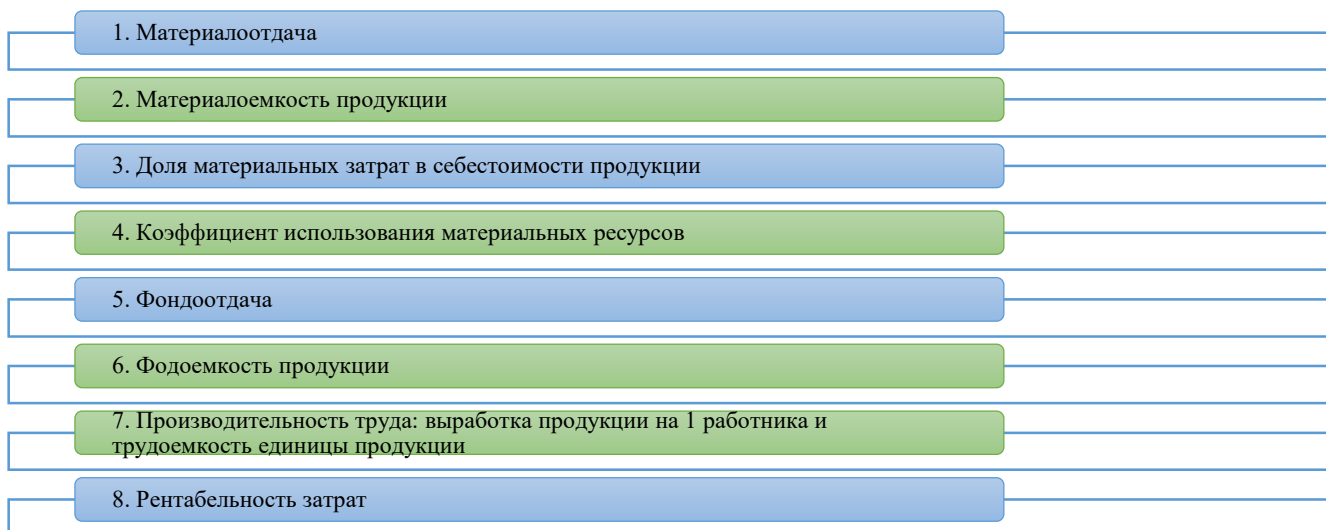 1. Материалоотдача
2. Материалоемкость продукции
3. Доля материальных затрат в себестоимости продукции
4. Коэффициент использования материальных ресурсов
5. Фондоотдача
6. Фодоемкость продукции
7. Производительность труда: выработка продукции на 1 работника и
трудоемкость единицы продукции
8. Рентабельность затрат